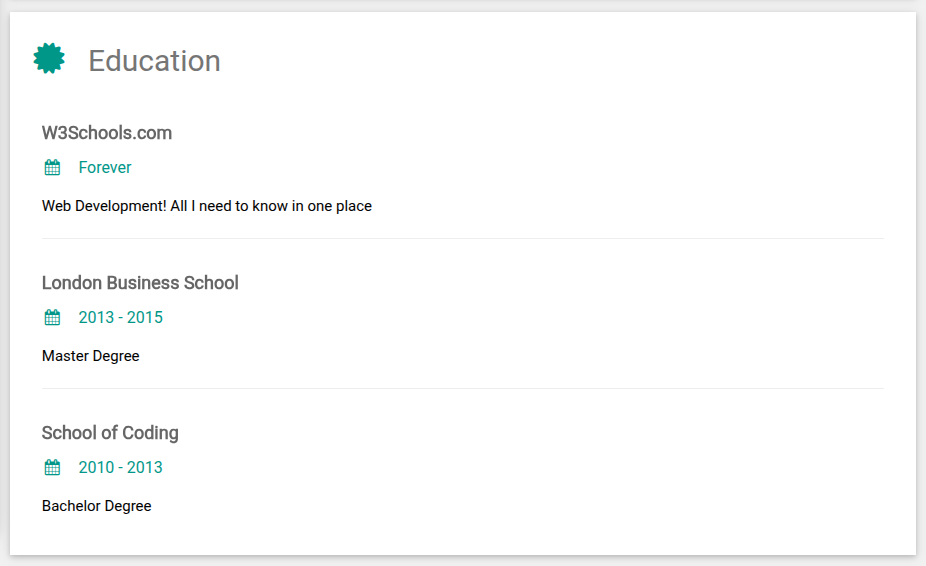 Education
W3Schools.com
Forever
Web Development! All I need to know in one place
London Business School
2013 - 2015
Master Degree
School of Coding
2010 - 2013
Bachelor Degree